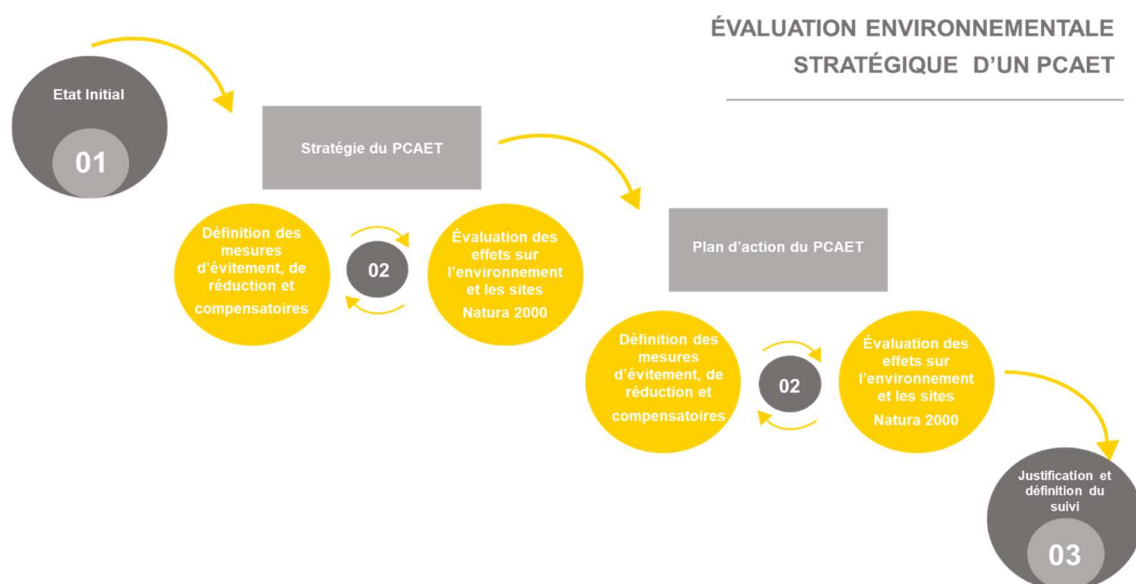 ÉVALUATION ENVIRONNEMENTALE
STRATÉGIQUE D'UN PCAET
Etat Initial
01
Stratégie du PCAET
Définition des
mesures
d'évitement, de
réduction et
compensatoires
02
Évaluation des
effets sur
l'environnement
et les sites
Natura 2000
Plan d'action du PCAET
Définition des
mesures
d'évitement, de
réduction et
compensatoires
02
Évaluation des
effets sur
l'environnement
et les sites
Natura 2000
Justification et
définition du
suivi
03